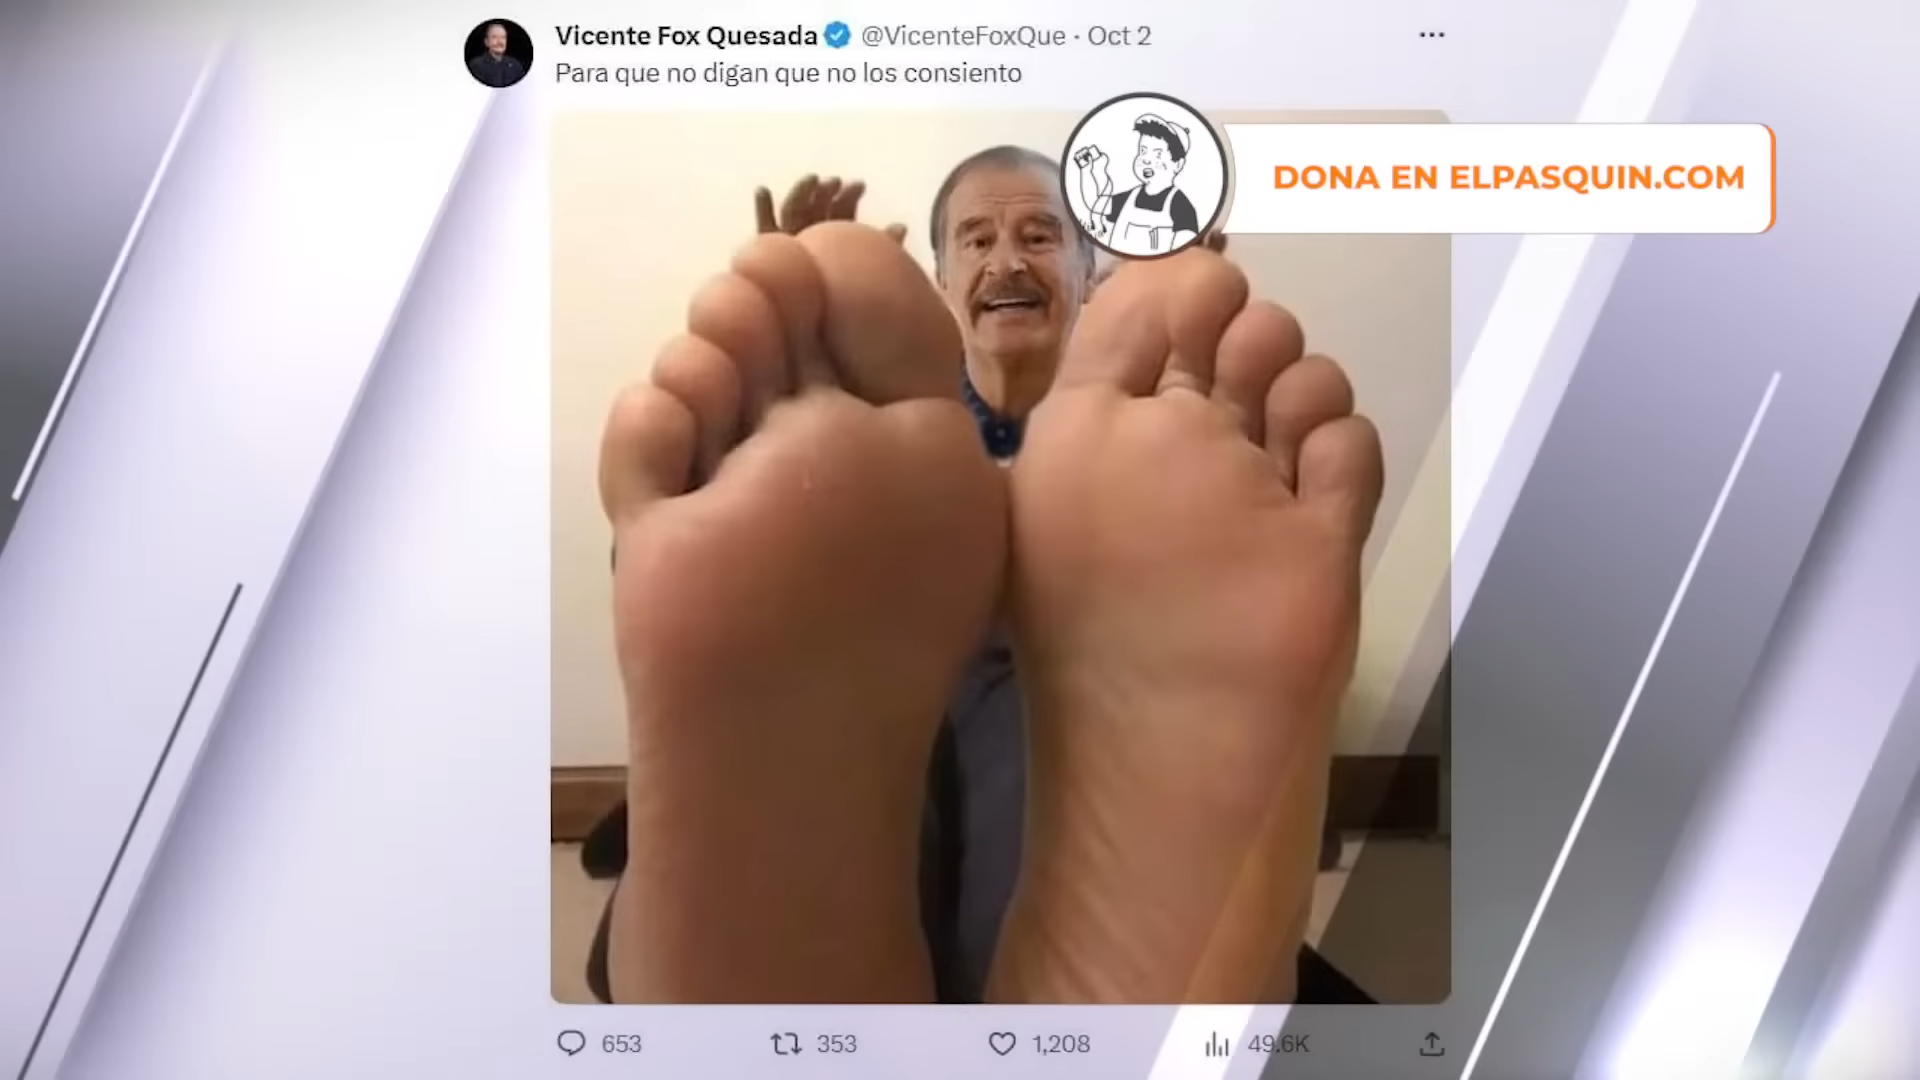 Vicente Fox Quesada @VicenteFoxQue · Oct 2
Para que no digan que no los consiento
DONA EN ELPASQUIN.COM
653 353 1,208 49.6K